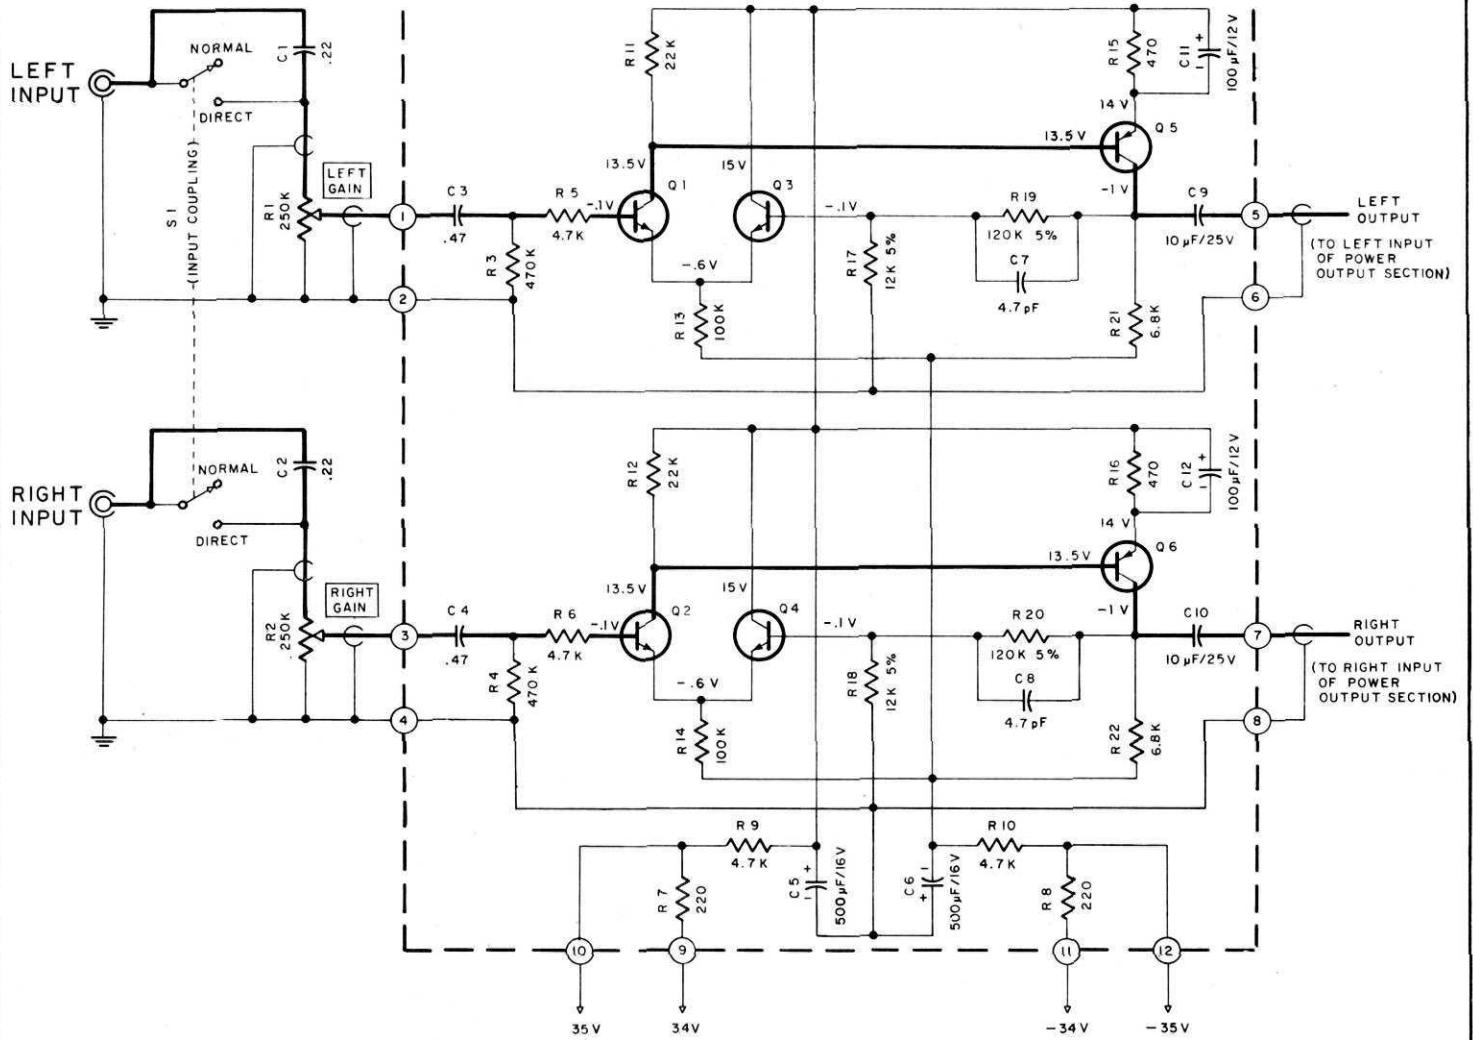 LEFT
INPUT
NORMAL
DIRECT
C1
.22
S1
(INPUT COUPLING)
R1
250K
LEFT
GAIN
1
2
C3
.47
R3
470K
R5
4.7K
-.1V
R11
22K
13.5V
Q1
15V
Q3
-.6V
R13
100K
-.1V
R17
12K 5%
R19
120K 5%
C7
4.7pF
R15
470
C11
+
100µF/12V
14V
13.5V
Q5
-1V
R21
6.8K
C9
10µF/25V
5
6
LEFT
OUTPUT
(TO LEFT INPUT
OF POWER
OUTPUT SECTION)
RIGHT
INPUT
NORMAL
DIRECT
C2
.22
R2
250K
RIGHT
GAIN
3
4
C4
.47
R4
470K
R6
4.7K
-.1V
R12
22K
13.5V
Q2
15V
Q4
-.6V
R14
100K
-.1V
R18
12K 5%
R20
120K 5%
C8
4.7pF
R16
470
C12
+
100µF/12V
14V
13.5V
Q6
-1V
R22
6.8K
C10
10µF/25V
7
8
RIGHT
OUTPUT
(TO RIGHT INPUT
OF POWER
OUTPUT SECTION)
R9
4.7K
R7
220
C5
+
500µF/16V
C6
+
500µF/16V
R10
4.7K
R8
220
10
9
11
12
35V
34V
-34V
-35V